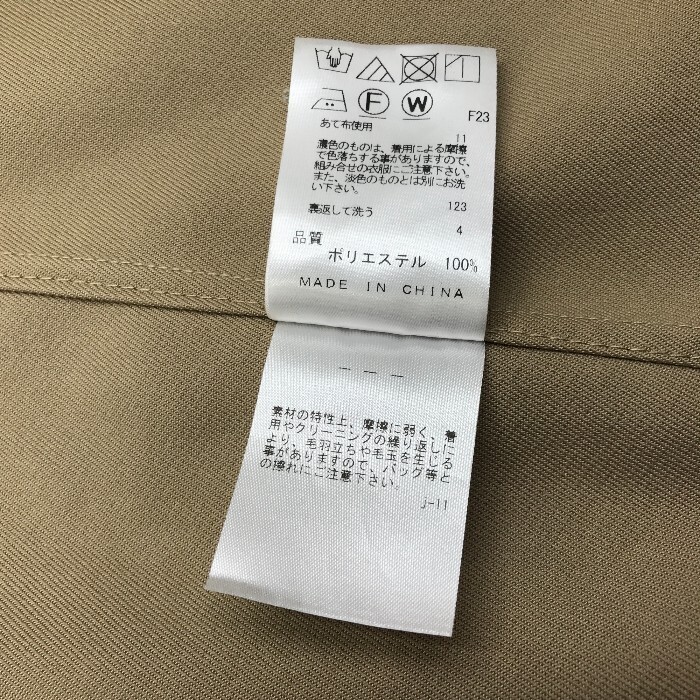 F
W
F23
あて布使用
11
濃色のものは、着用による摩擦
で色落ちする事がありますので、
組み合せの衣服にご注意下さい。
また、淡色のものとは別にお洗
い下さい。
123
裏返して洗う
4
品質
ポリエステル 100%
MADE IN CHINA
－－－
素材の特性上、摩擦に弱く、着
用やクリーニングの繰り返しに
より、毛羽立ちや毛玉を生じる
事がありますので、バッグ等と
の擦れにご注意下さい。
j-11